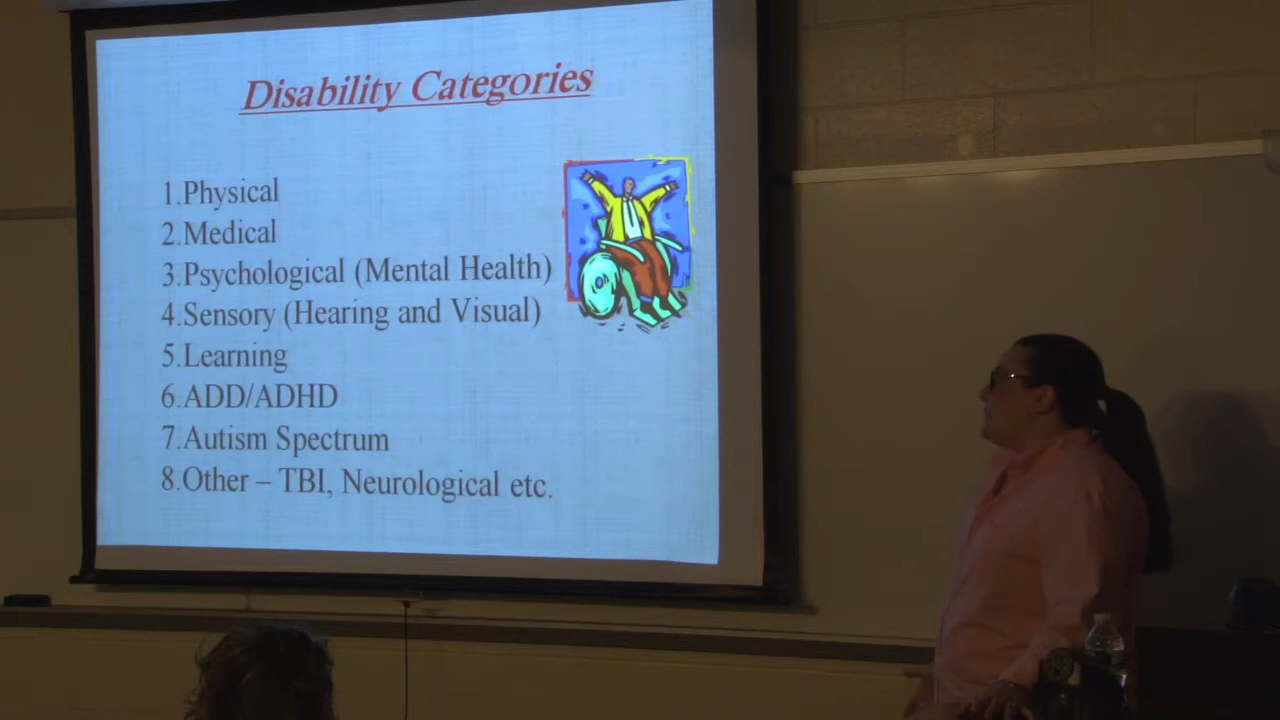 Disability Categories
1.Physical
2.Medical
3.Psychological (Mental Health)
4.Sensory (Hearing and Visual)
5.Learning
6.ADD/ADHD
7.Autism Spectrum
8.Other – TBI, Neurological etc.